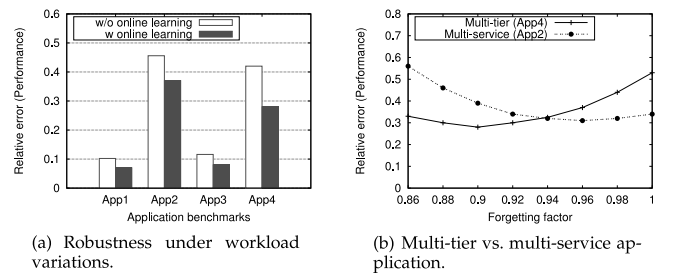 0.6
0.5
0.4
0.3
0.2
0.1
0
Relative error (Performance)
w/o online learning
w online learning
App1 App2 App3 App4
Application benchmarks
(a) Robustness under workload
variations.
0.8
0.7
0.6
0.5
0.4
0.3
0.2
0.1
0
Relative error (Performance)
Multi-tier (App4)
Multi-service (App2)
0.86 0.88 0.9 0.92 0.94 0.96 0.98 1
Forgetting factor
(b) Multi-tier vs. multi-service ap-
plication.